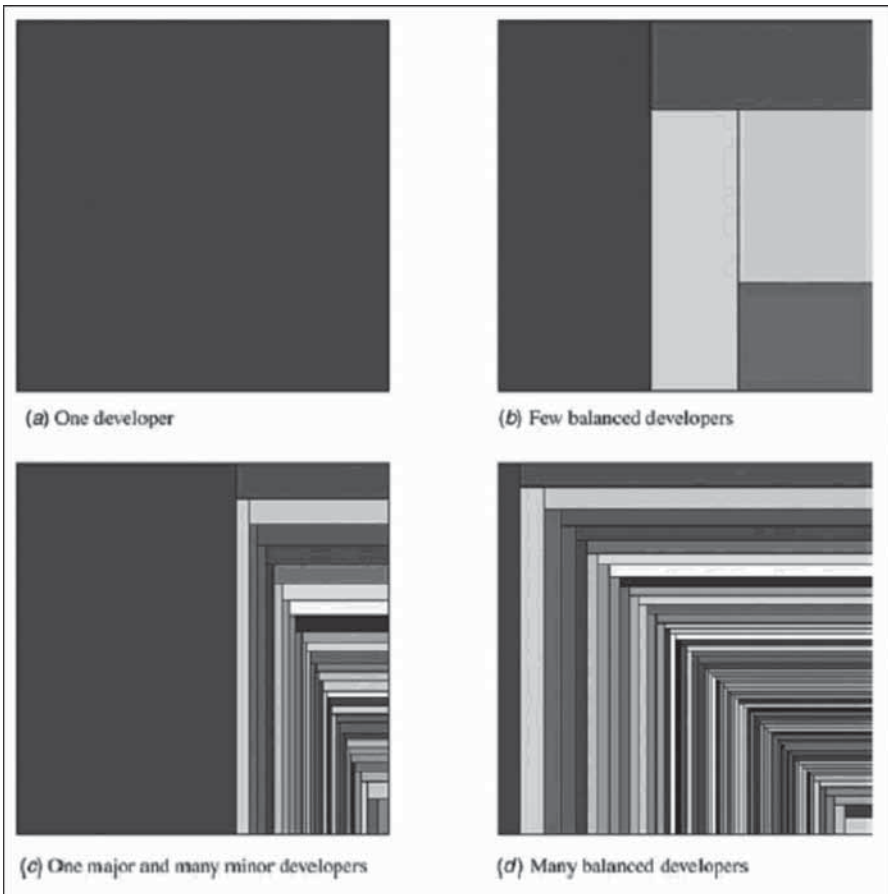 (a) One developer
(b) Few balanced developers
(c) One major and many minor developers
(d) Many balanced developers